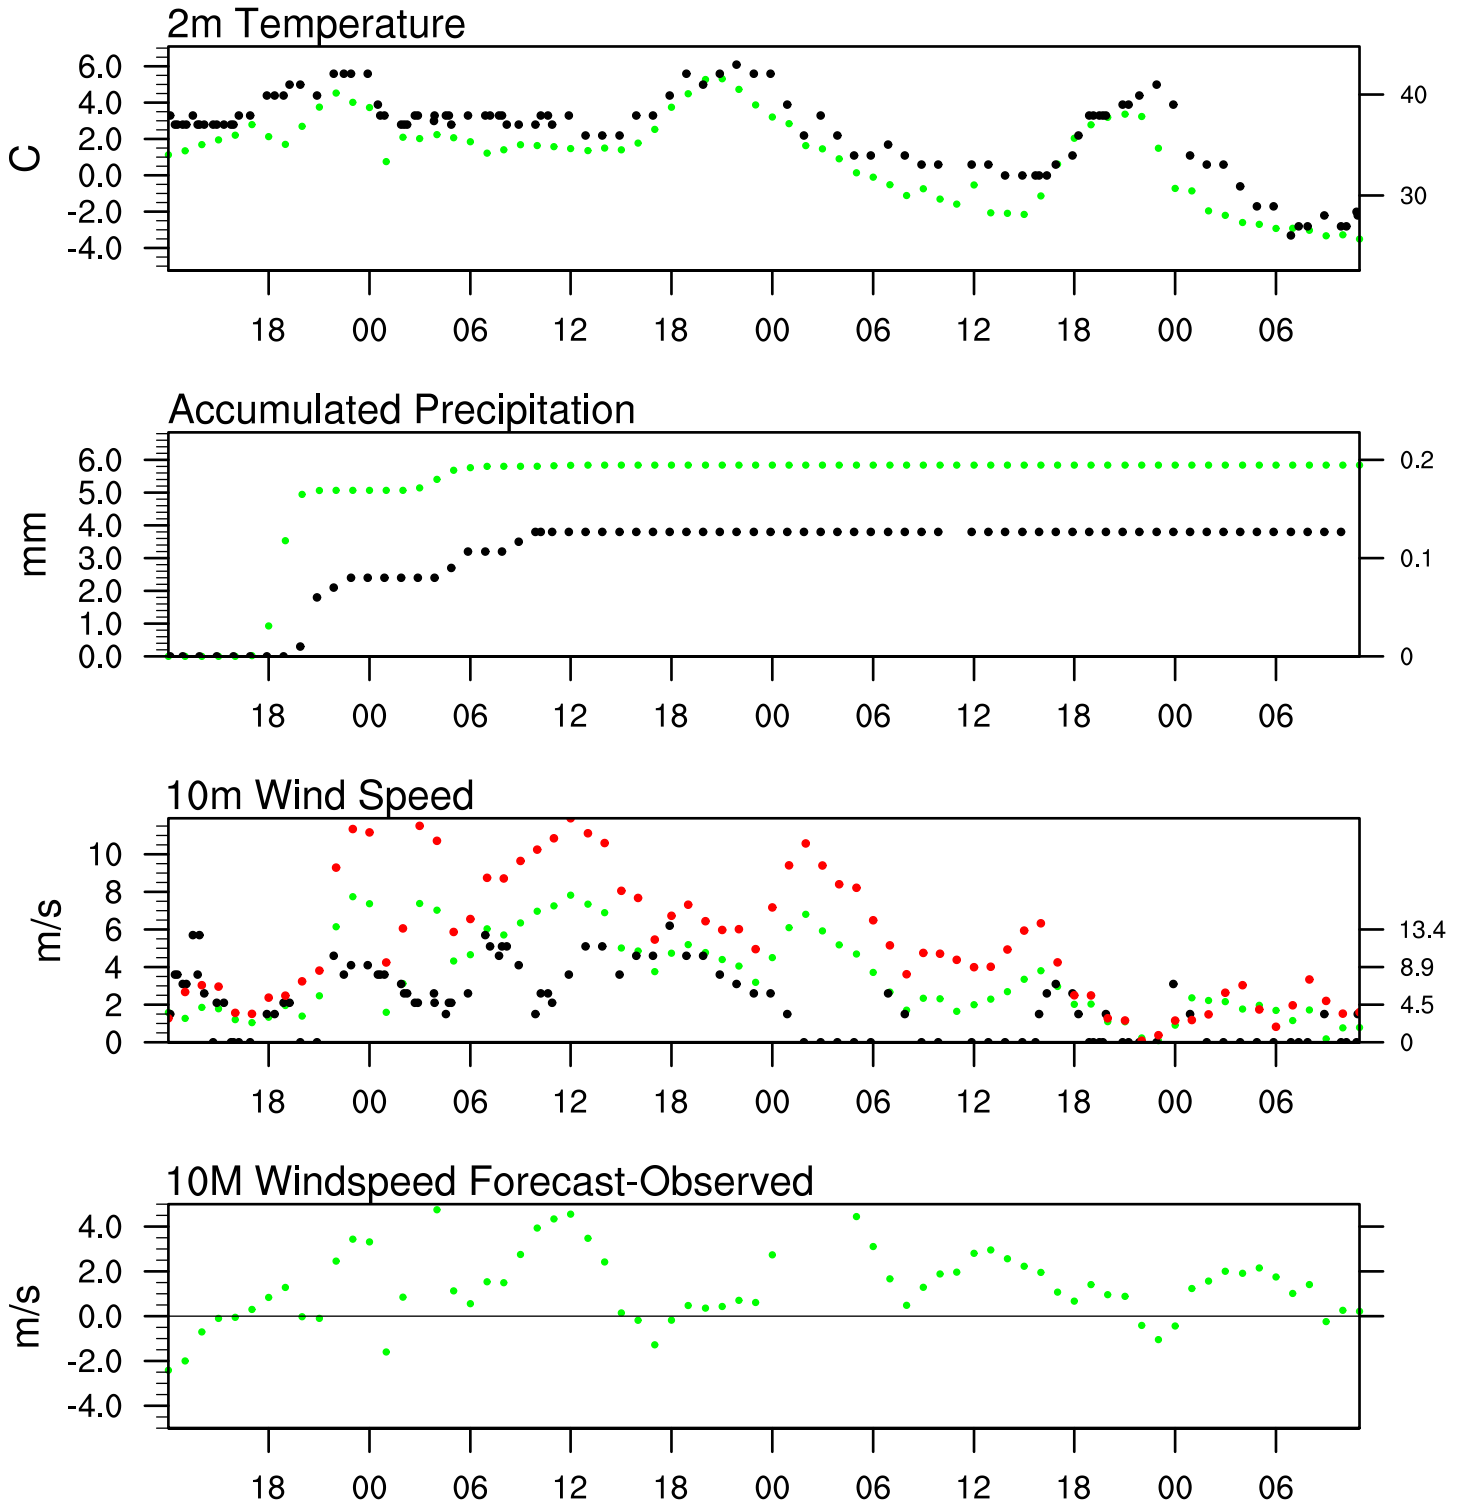 2m Temperature
6.0
4.0
2.0
0.0
-2.0
-4.0
C
40
30
18 00 06 12 18 00 06 12 18 00 06
Accumulated Precipitation
6.0
5.0
4.0
3.0
2.0
1.0
0.0
mm
0.2
0.1
0
18 00 06 12 18 00 06 12 18 00 06
10m Wind Speed
10
8
6
4
2
0
m/s
13.4
8.9
4.5
0
18 00 06 12 18 00 06 12 18 00 06
10M Windspeed Forecast-Observed
4.0
2.0
0.0
-2.0
-4.0
m/s
18 00 06 12 18 00 06 12 18 00 06